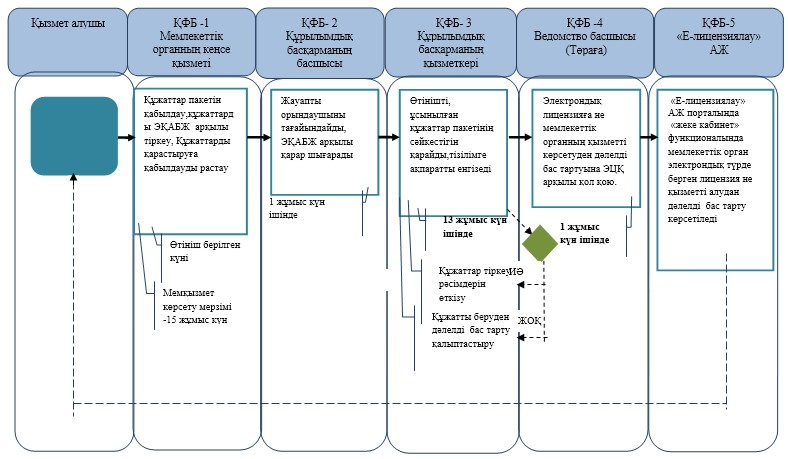 Қызмет алушы
ҚФБ -1
Мемлекеттік
органның кеңсе
қызметі
ҚФБ- 2
Құрылымдық
басқарманың
басшысы
ҚФБ- 3
Құрылымдық
басқарманың
қызметкері
ҚФБ -4
Ведомство басшысы
(Төраға)
ҚФБ-5
«Е-лицензиялау»
АЖ
Құжаттар пакетін
қабылдау,құжаттард
ы ЭҚАБЖ арқылы
тіркеу, Құжаттарды
қарастыруға
қабылдауды растау
Өтініш берілген
күні
Мемқызмет
көрсету мерзімі
-15 жұмыс күн
Жауапты
орындаушыны
тағайындайды,
ЭҚАБЖ арқылы
қарар шығарады
1 жұмыс күн
ішінде
Өтінішті,
ұсынылған
құжаттар пакетінің
сәйкестігін
қарайды,тізілімге
ақпаратты енгізеді
13 жұмыс күн
ішінде
Құжаттар тіркеу
рәсімдерін
өткізу
Құжатты беруден
дәлелді бас тарту
қалыптастыру
ИӘ
ЖОҚ
Электрондық
лицензияға не
мемлекеттік
органның қызметті
көрсетуден дәлелді
бас тартуына ЭЦҚ
арқылы қол қою.
1 жұмыс
күн ішінде
«Е-лицензиялау»
АЖ порталында
«жеке кабинет»
функционалында
мемлекеттік орган
электрондық түрде
берген лицензия не
қызметті алудан
дәлелді бас тарту
көрсетіледі